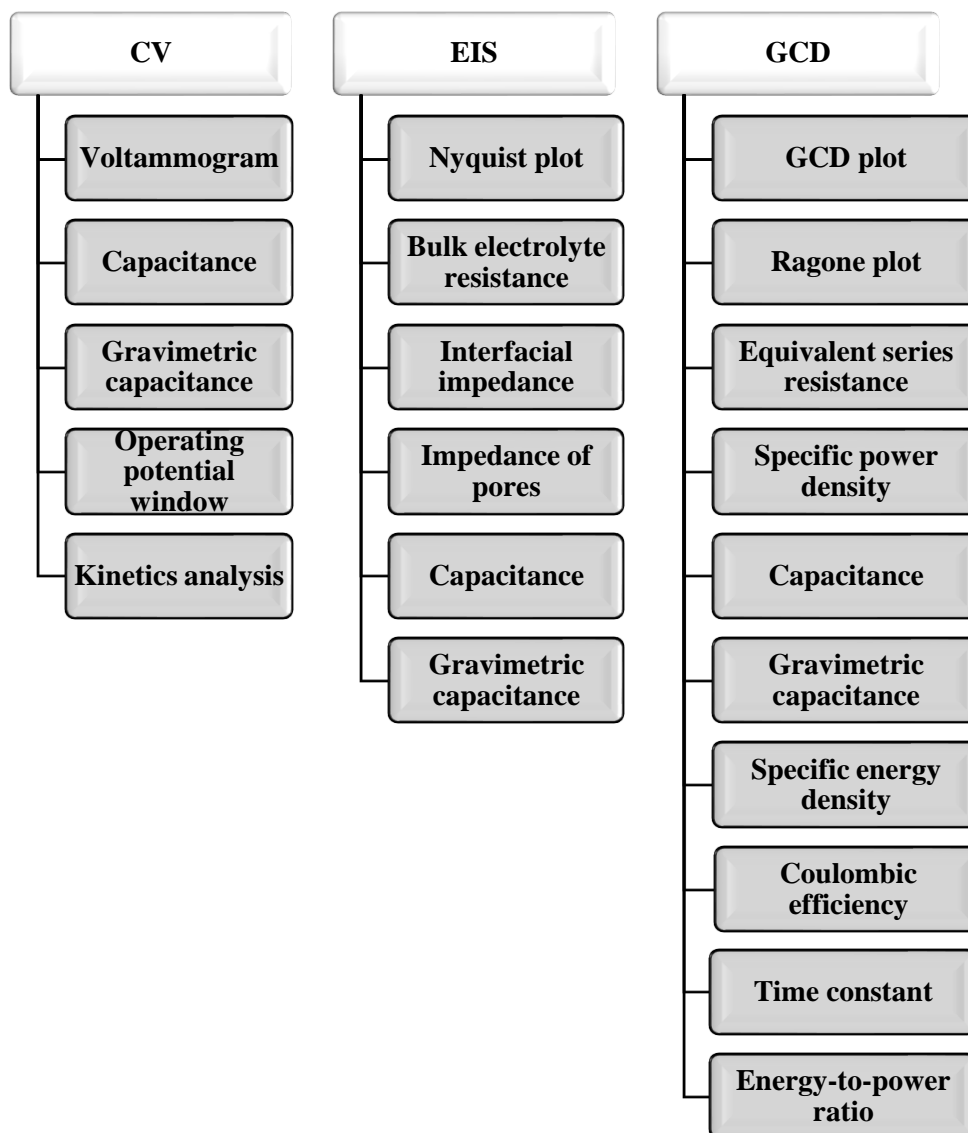 CV
Voltammogram
Capacitance
Gravimetric
capacitance
Operating
potential
window
Kinetics analysis
EIS
Nyquist plot
Bulk electrolyte
resistance
Interfacial
impedance
Impedance of
pores
Capacitance
Gravimetric
capacitance
GCD
GCD plot
Ragone plot
Equivalent series
resistance
Specific power
density
Capacitance
Gravimetric
capacitance
Specific energy
density
Coulombic
efficiency
Time constant
Energy-to-power
ratio